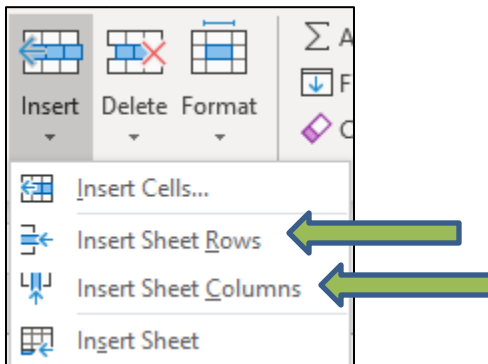 Insert Delete Format
Insert Cells...
Insert Sheet Rows
Insert Sheet Columns
Insert Sheet